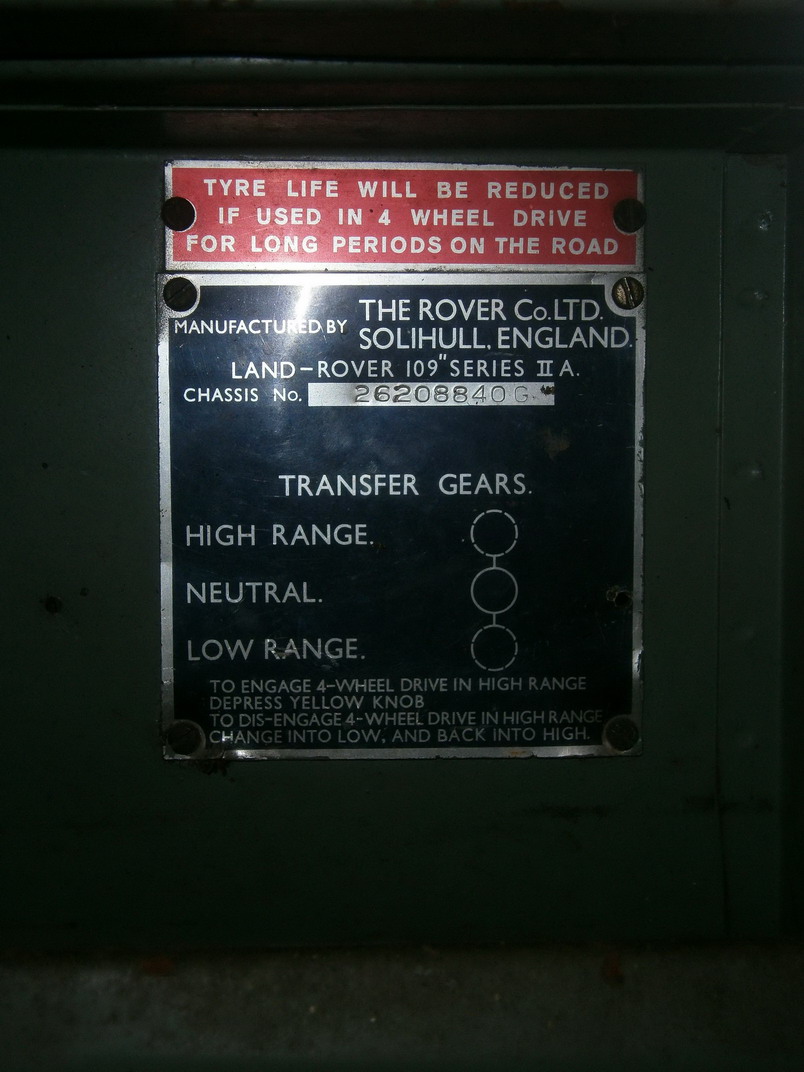 TYRE LIFE WILL BE REDUCED
IF USED IN 4 WHEEL DRIVE
FOR LONG PERIODS ON THE ROAD
MANUFACTURED BY THE ROVER Co. LTD.
SOLIHULL, ENGLAND.
LAND-ROVER 109" SERIES II A.
CHASSIS No. 26208840G
TRANSFER GEARS.
HIGH RANGE.
NEUTRAL.
LOW RANGE.
TO ENGAGE 4-WHEEL DRIVE IN HIGH RANGE
DEPRESS YELLOW KNOB
TO DIS-ENGAGE 4-WHEEL DRIVE IN HIGH RANGE
CHANGE INTO LOW, AND BACK INTO HIGH.